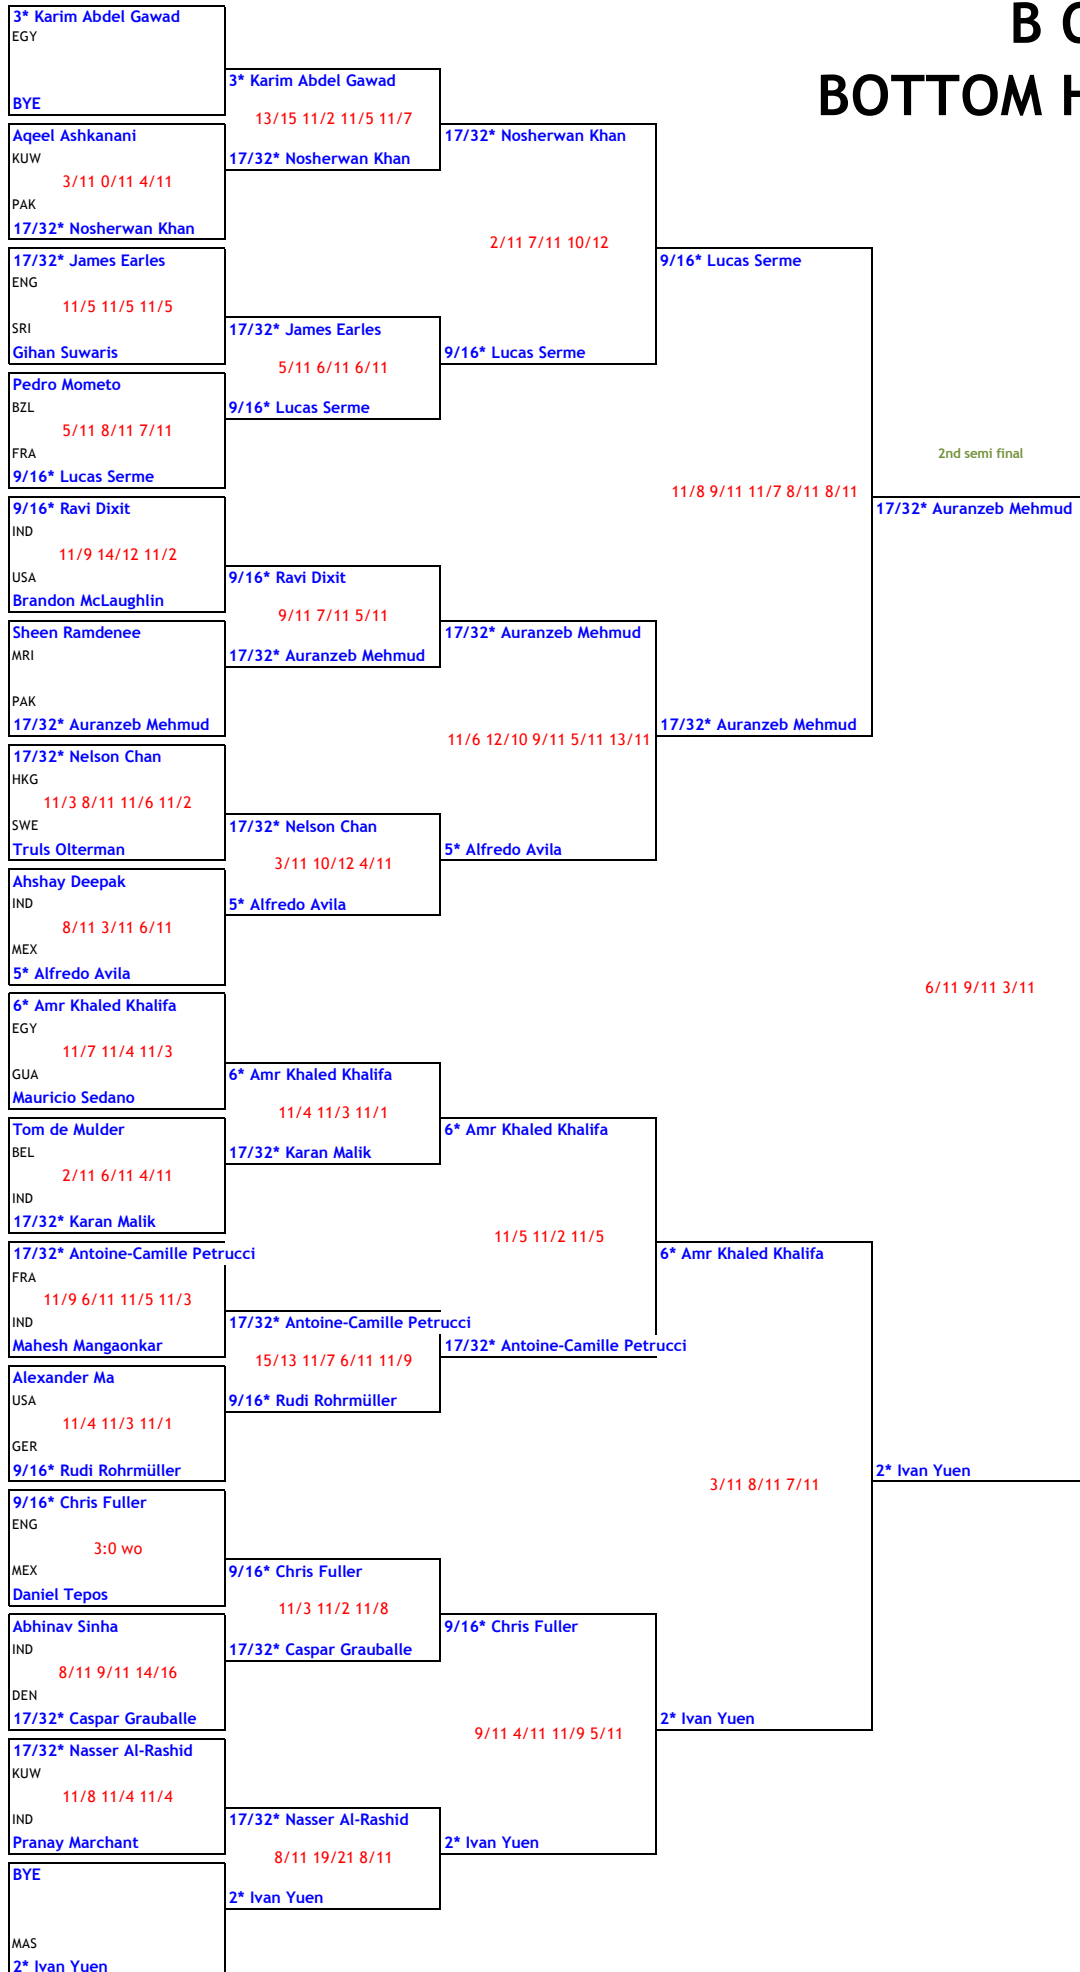 B
BOTTOM H
3* Karim Abdel Gawad
EGY
BYE
Aqeel Ashkanani
KUW
3/11 0/11 4/11
PAK
17/32* Nosherwan Khan
17/32* James Earles
ENG
11/5 11/5 11/5
SRI
Gihan Suwaris
Pedro Mometo
BZL
5/11 8/11 7/11
FRA
9/16* Lucas Serme
9/16* Ravi Dixit
IND
11/9 14/12 11/2
USA
Brandon McLaughlin
Sheen Ramdenee
MRI
PAK
17/32* Auranzeb Mehmud
17/32* Nelson Chan
HKG
11/3 8/11 11/6 11/2
SWE
Truls Olterman
Ahshay Deepak
IND
8/11 3/11 6/11
MEX
5* Alfredo Avila
6* Amr Khaled Khalifa
EGY
11/7 11/4 11/3
GUA
Mauricio Sedano
Tom de Mulder
BEL
2/11 6/11 4/11
IND
17/32* Karan Malik
17/32* Antoine-Camille Petrucci
FRA
11/9 6/11 11/5 11/3
IND
Mahesh Mangaonkar
Alexander Ma
USA
11/4 11/3 11/1
GER
9/16* Rudi Rohrmüller
9/16* Chris Fuller
ENG
3:0 wo
MEX
Daniel Tepos
Abhinav Sinha
IND
8/11 9/11 14/16
DEN
17/32* Caspar Grauballe
17/32* Nasser Al-Rashid
KUW
11/8 11/4 11/4
IND
Pranay Marchant
BYE
MAS
2* Ivan Yuen
3* Karim Abdel Gawad
13/15 11/2 11/5 11/7
17/32* Nosherwan Khan
17/32* James Earles
5/11 6/11 6/11
9/16* Lucas Serme
9/16* Ravi Dixit
9/11 7/11 5/11
17/32* Auranzeb Mehmud
17/32* Nelson Chan
3/11 10/12 4/11
5* Alfredo Avila
6* Amr Khaled Khalifa
11/4 11/3 11/1
17/32* Karan Malik
17/32* Antoine-Camille Petrucci
15/13 11/7 6/11 11/9
9/16* Rudi Rohrmüller
9/16* Chris Fuller
11/3 11/2 11/8
17/32* Caspar Grauballe
17/32* Nasser Al-Rashid
8/11 19/21 8/11
2* Ivan Yuen
17/32* Nosherwan Khan
2/11 7/11 10/12
9/16* Lucas Serme
17/32* Auranzeb Mehmud
11/6 12/10 9/11 5/11 13/11
5* Alfredo Avila
6* Amr Khaled Khalifa
11/5 11/2 11/5
17/32* Antoine-Camille Petrucci
9/16* Chris Fuller
9/11 4/11 11/9 5/11
2* Ivan Yuen
9/16* Lucas Serme
11/8 9/11 11/7 8/11 8/11
17/32* Auranzeb Mehmud
6* Amr Khaled Khalifa
3/11 8/11 7/11
2* Ivan Yuen
2nd semi final
17/32* Auranzeb Mehmud
6/11 9/11 3/11
2* Ivan Yuen